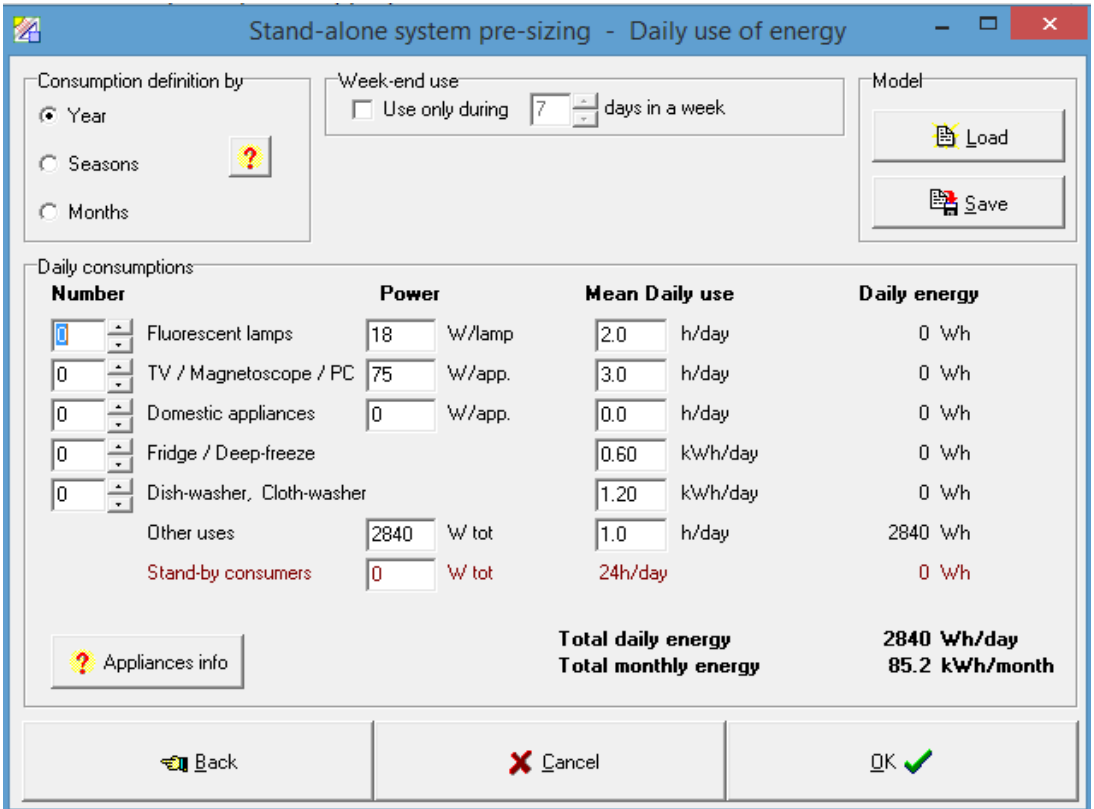 Stand-alone system pre-sizing - Daily use of energy
Consumption definition by
Year
Seasons
?
Months
Week-end use
Use only during 7 days in a week
Model
Load
Save
Daily consumptions
Number Power Mean Daily use Daily energy
0 Fluorescent lamps 18 W/lamp 2.0 h/day 0 Wh
0 TV / Magnetoscope / PC 75 W/app. 3.0 h/day 0 Wh
0 Domestic appliances 0 W/app. 0.0 h/day 0 Wh
0 Fridge / Deep-freeze 0.60 kWh/day 0 Wh
0 Dish-washer, Cloth-washer 1.20 kWh/day 0 Wh
Other uses 2840 W tot 1.0 h/day 2840 Wh
Stand-by consumers 0 W tot 24h/day 0 Wh
Total daily energy 2840 Wh/day
Total monthly energy 85.2 kWh/month
? Appliances info
Back Cancel OK